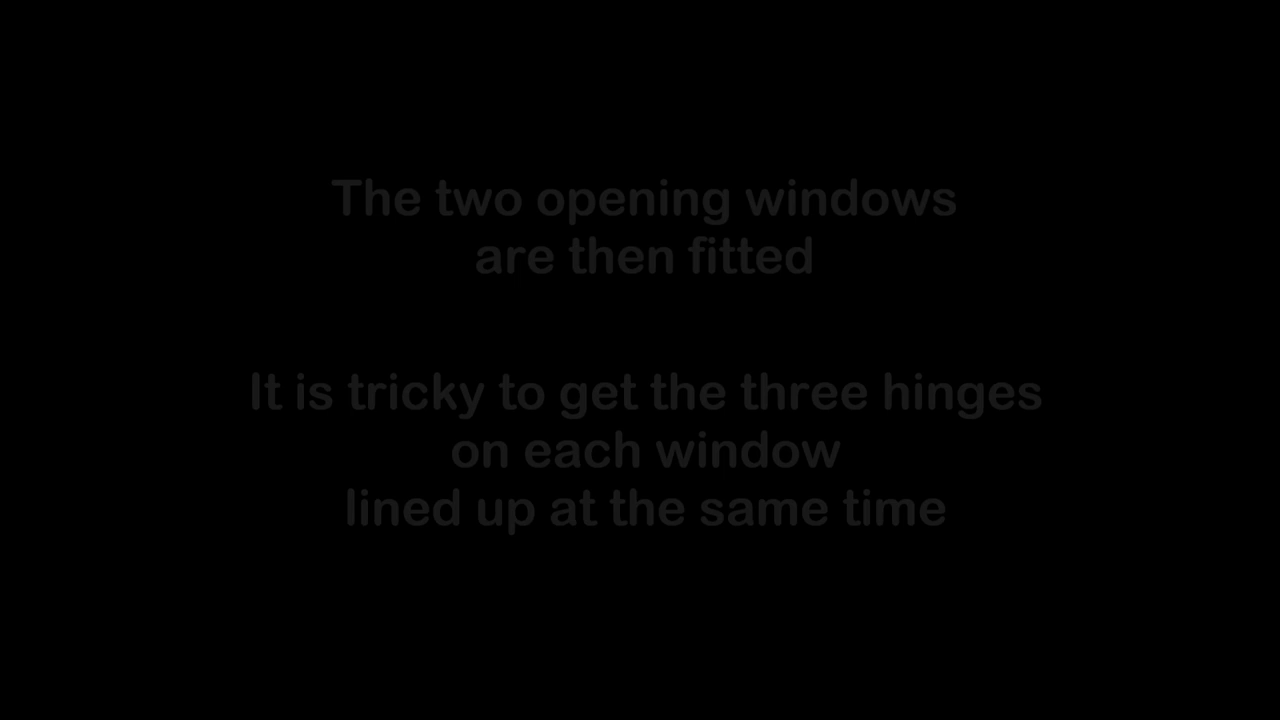 The two opening windows
are then fitted
It is tricky to get the three hinges
on each window
lined up at the same time